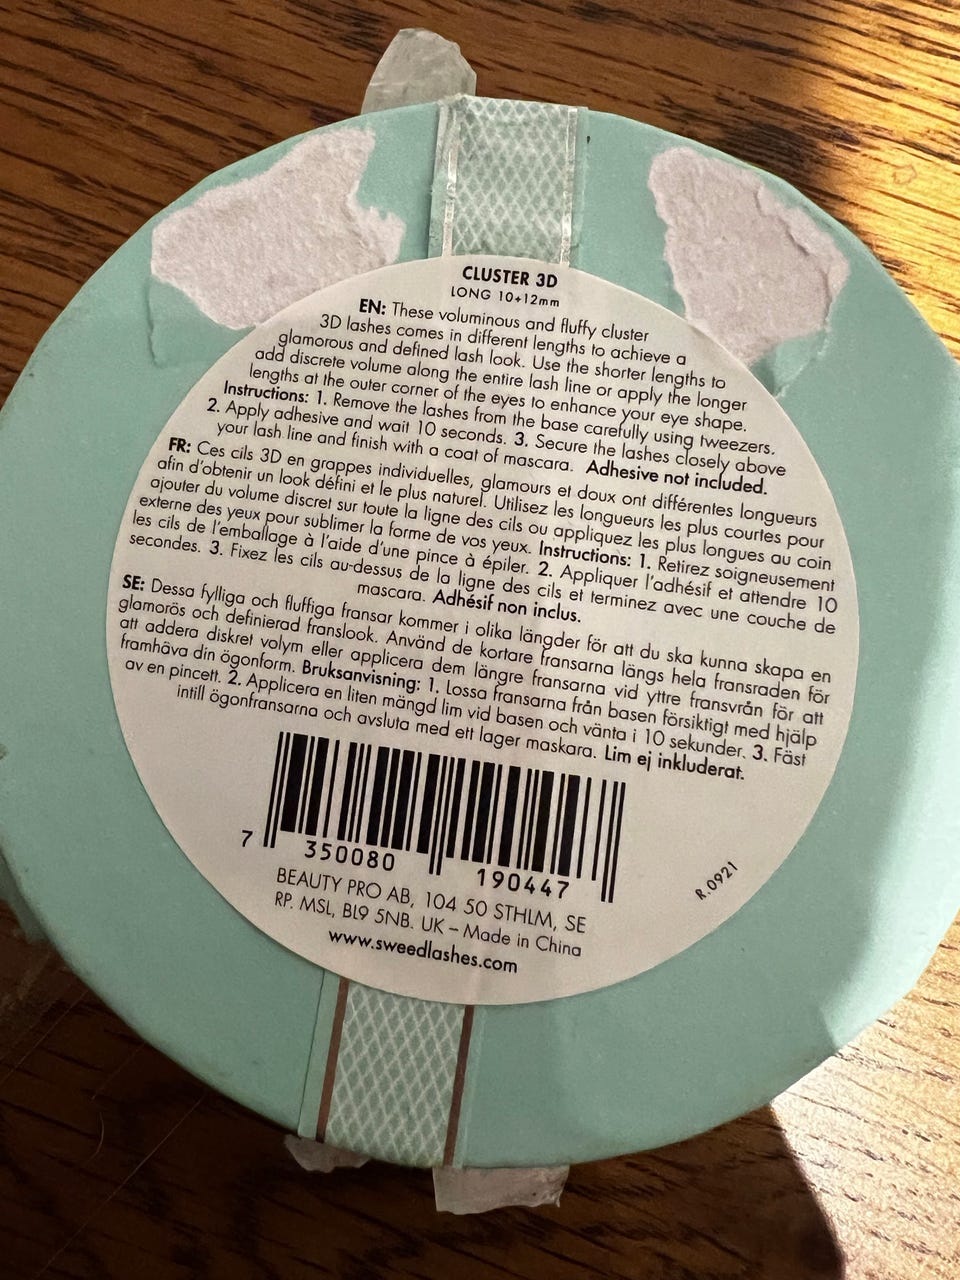 CLUSTER 3D
LONG 10+12mm
EN: These voluminous and fluffy cluster
3D lashes comes in different lengths to achieve a
glamorous and defined lash look. Use the shorter lengths to
add discrete volume along the entire lash line or apply the longer
lengths at the outer corner of the eyes to enhance your eye shape.
Instructions: 1. Remove the lashes from the base carefully using tweezers.
2. Apply adhesive and wait 10 seconds. 3. Secure the lashes closely above
your lash line and finish with a coat of mascara. Adhesive not included.
FR: Ces cils 3D en grappes individuelles, glamours et doux ont différentes longueurs
afin d'obtenir un look défini et le plus naturel. Utilisez les longueurs les plus courtes pour
ajouter du volume discret sur toute la ligne des cils ou appliquez les plus longues au coin
externe des yeux pour sublimer la forme de vos yeux. Instructions: 1. Retirez soigneusement
les cils de l'emballage à l'aide d'une pince à épiler. 2. Appliquer l'adhésif et attendre 10
secondes. 3. Fixez les cils au-dessus de la ligne des cils et terminez avec une couche de
mascara. Adhésif non inclus.
SE: Dessa fylliga och fluffiga fransar kommer i olika längder för att du ska kunna skapa en
glamorös och definierad franslook. Använd de kortare fransarna längs hela fransraden för
att addera diskret volym eller applicera dem längre fransarna vid yttre fransvrån för att
framhäva din ögonform. Bruksanvisning: 1. Lossa fransarna från basen försiktigt med hjälp
av en pincett. 2. Applicera en liten mängd lim vid basen och vänta i 10 sekunder. 3. Fäst
intill ögonfransarna och avsluta med ett lager maskara. Lim ej inkluderat.
7 350080 190447
R.0921
BEAUTY PRO AB, 104 50 STHLM, SE
RP. MSL, BL9 5NB. UK – Made in China
www.sweedlashes.com